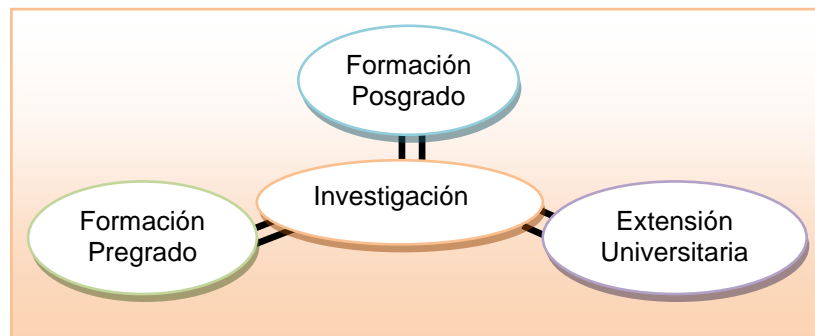 Formación
Posgrado
Investigación
Formación
Pregrado
Extensión
Universitaria